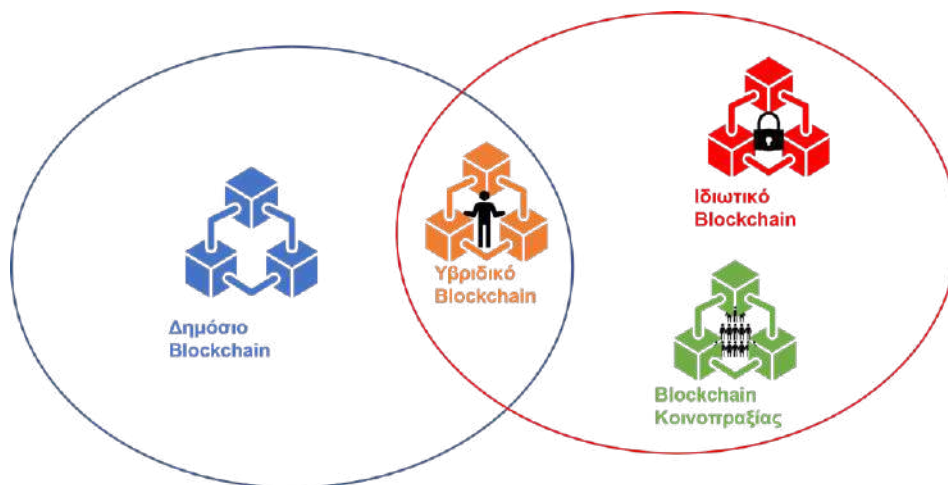 Δημόσιο
Blockchain
Υβριδικό
Blockchain
Ιδιωτικό
Blockchain
Blockchain
Κοινοπραξίας